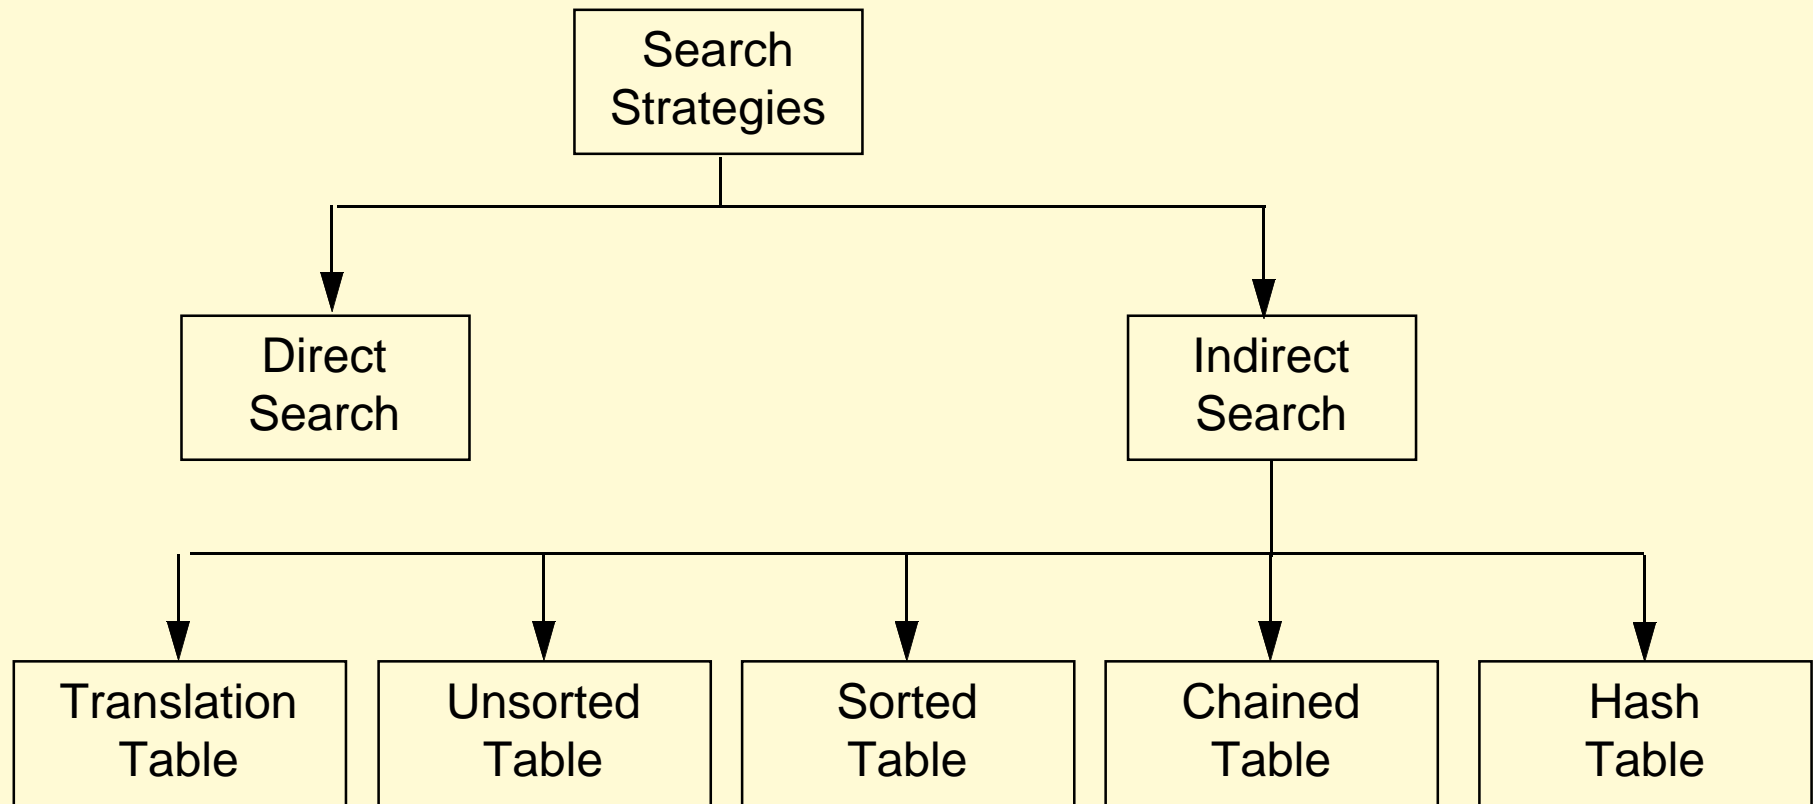 Search
Strategies
Direct
Search
Indirect
Search
Translation
Table
Unsorted
Table
Sorted
Table
Chained
Table
Hash
Table